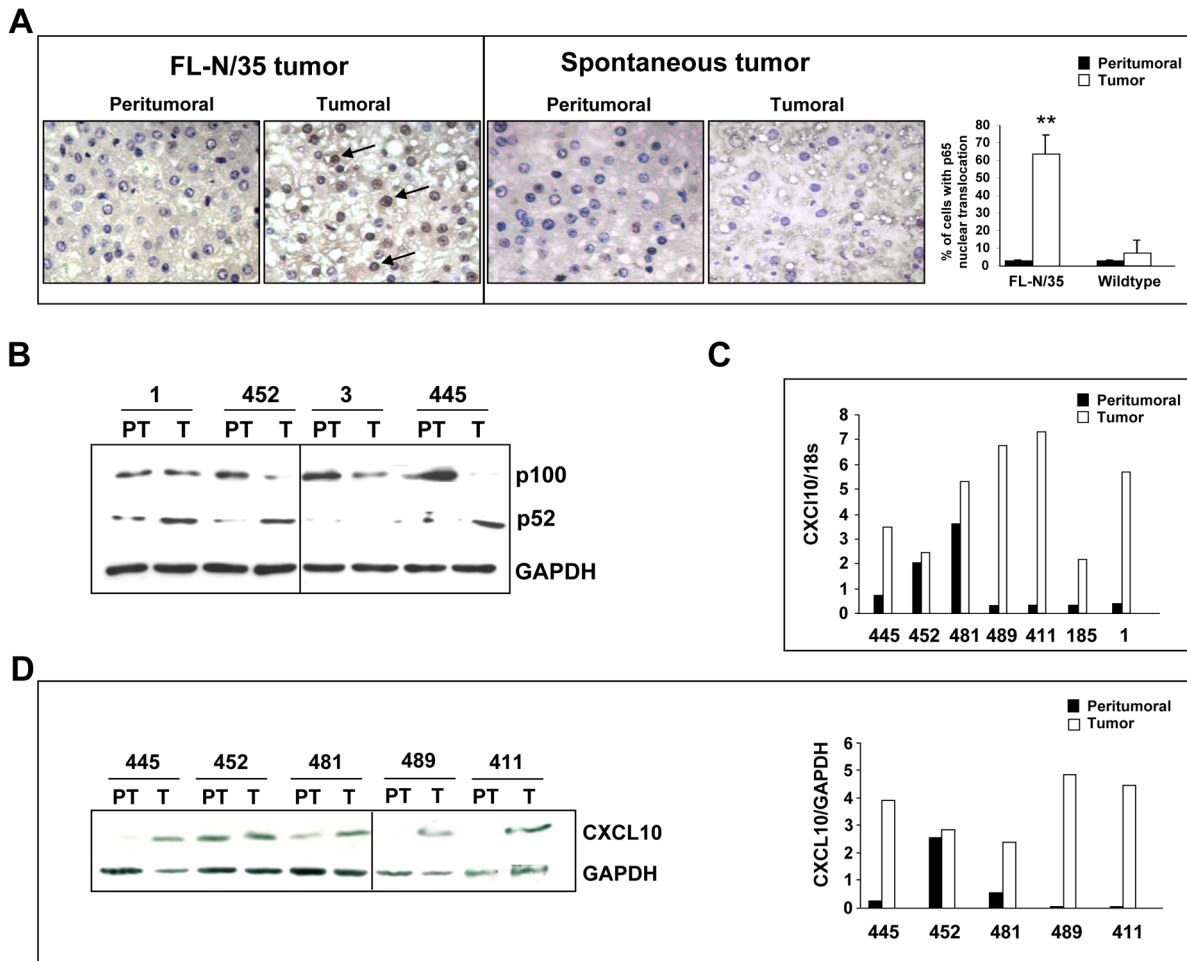 A
FL-N/35 tumor
Spontaneous tumor
Peritumoral Tumoral Peritumoral Tumoral
Peritumoral
Tumor
% of cells with p65
nuclear translocation
80
70
60
50
40
30
20
10
0
**
FL-N/35 Wildtype
B
1 452 3 445
PT T PT T PT T PT T
p100
p52
GAPDH
C
Peritumoral
Tumor
CXCl10/18s
8
7
6
5
4
3
2
1
0
445 452 481 489 411 185 1
D
445 452 481 489 411
PT T PT T PT T PT T PT T
CXCL10
GAPDH
Peritumoral
Tumor
CXCL10/GAPDH
6
5
4
3
2
1
0
445 452 481 489 411